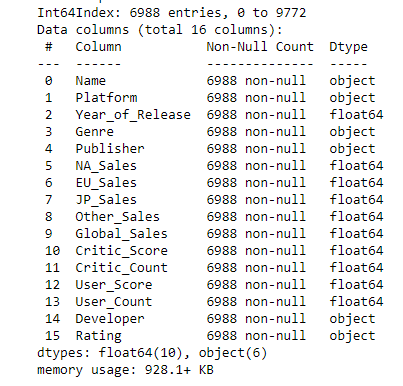 Int64Index: 6988 entries, 0 to 9772
Data columns (total 16 columns):
 #   Column           Non-Null Count  Dtype
---  ------           --------------  -----
 0   Name             6988 non-null   object
 1   Platform         6988 non-null   object
 2   Year_of_Release  6988 non-null   float64
 3   Genre            6988 non-null   object
 4   Publisher        6988 non-null   object
 5   NA_Sales         6988 non-null   float64
 6   EU_Sales         6988 non-null   float64
 7   JP_Sales         6988 non-null   float64
 8   Other_Sales      6988 non-null   float64
 9   Global_Sales     6988 non-null   float64
 10  Critic_Score     6988 non-null   float64
 11  Critic_Count     6988 non-null   float64
 12  User_Score       6988 non-null   float64
 13  User_Count       6988 non-null   float64
 14  Developer        6988 non-null   object
 15  Rating           6988 non-null   object
dtypes: float64(10), object(6)
memory usage: 928.1+ KB